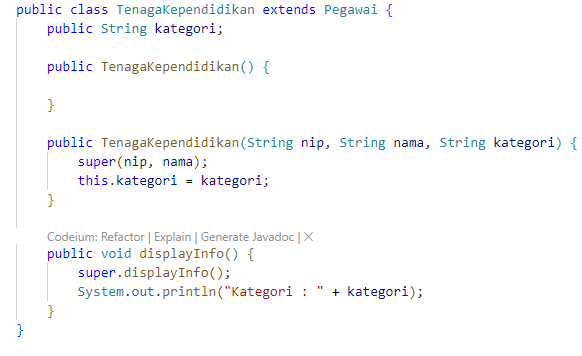 public class TenagaKependidikan extends Pegawai {
public String kategori;
public TenagaKependidikan() {
}
public TenagaKependidikan(String nip, String nama, String kategori) {
super(nip, nama);
this.kategori = kategori;
}
Codeium: Refactor | Explain | Generate Javadoc | ×
public void displayInfo() {
super.displayInfo();
System.out.println("Kategori : " + kategori);
}
}